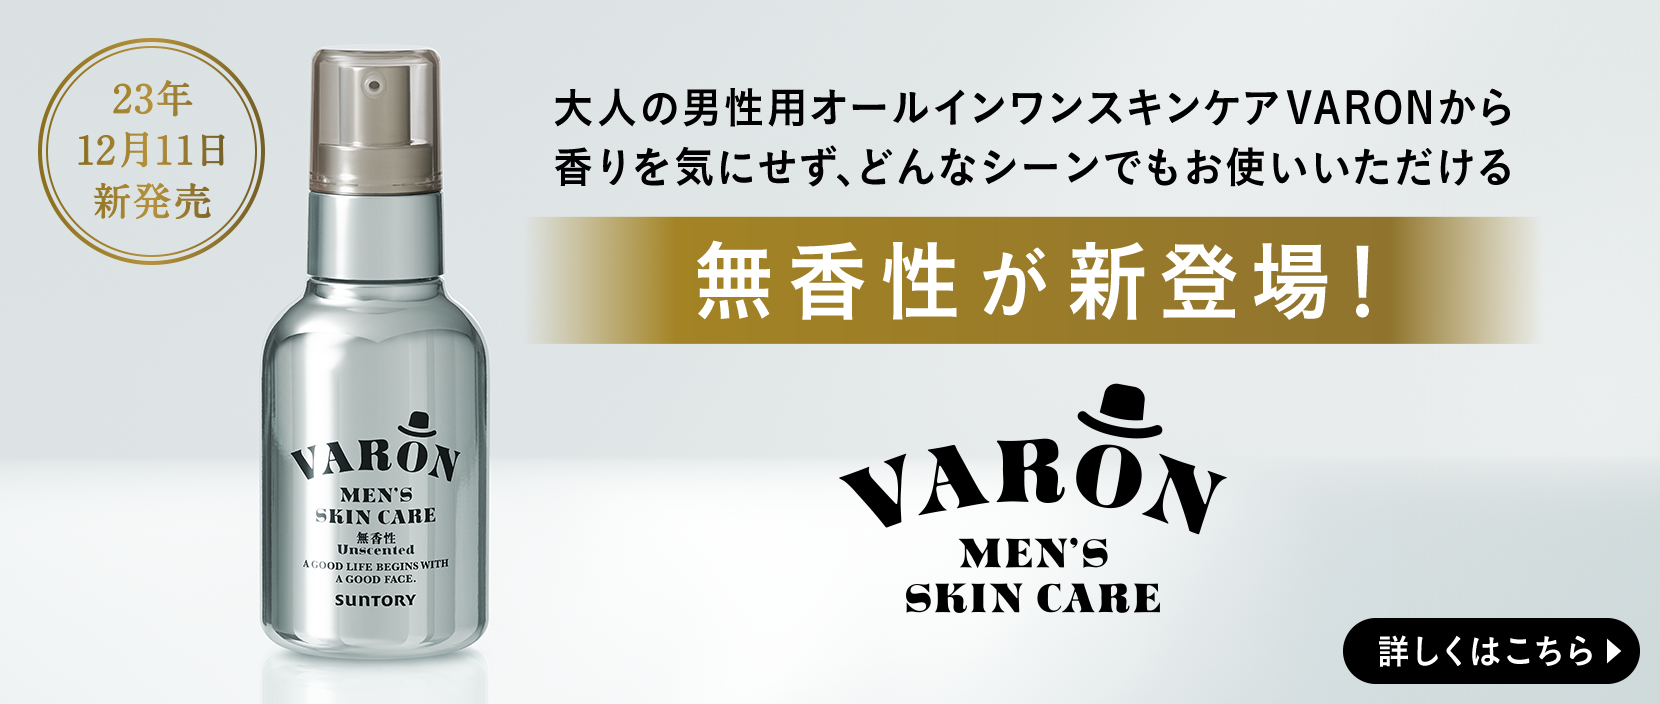 23年
12月11日
新発売
大人の男性用オールインワンスキンケアVARONから
香りを気にせず、どんなシーンでもお使いいただける
無香性が新登場！
VARON
MEN'S
SKIN CARE
無香性
Unscented
A GOOD LIFE BEGINS WITH
A GOOD FACE.
SUNTORY
VARON
MEN'S
SKIN CARE
詳しくはこちら